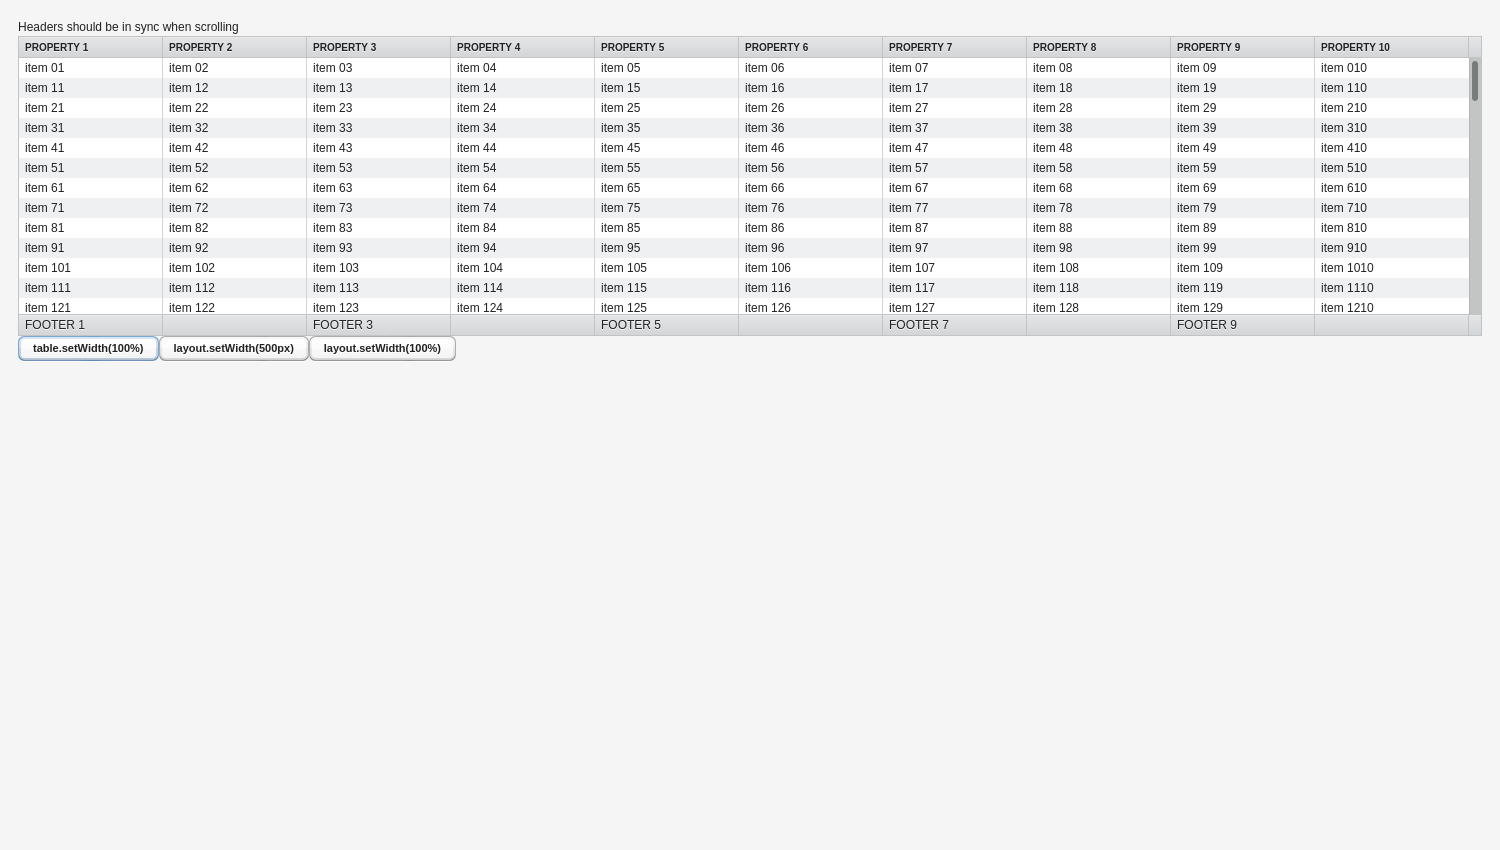 Headers should be in sync when scrolling
PROPERTY 1 PROPERTY 2 PROPERTY 3 PROPERTY 4 PROPERTY 5 PROPERTY 6 PROPERTY 7 PROPERTY 8 PROPERTY 9 PROPERTY 10
item 01 item 02 item 03 item 04 item 05 item 06 item 07 item 08 item 09 item 010
item 11 item 12 item 13 item 14 item 15 item 16 item 17 item 18 item 19 item 110
item 21 item 22 item 23 item 24 item 25 item 26 item 27 item 28 item 29 item 210
item 31 item 32 item 33 item 34 item 35 item 36 item 37 item 38 item 39 item 310
item 41 item 42 item 43 item 44 item 45 item 46 item 47 item 48 item 49 item 410
item 51 item 52 item 53 item 54 item 55 item 56 item 57 item 58 item 59 item 510
item 61 item 62 item 63 item 64 item 65 item 66 item 67 item 68 item 69 item 610
item 71 item 72 item 73 item 74 item 75 item 76 item 77 item 78 item 79 item 710
item 81 item 82 item 83 item 84 item 85 item 86 item 87 item 88 item 89 item 810
item 91 item 92 item 93 item 94 item 95 item 96 item 97 item 98 item 99 item 910
item 101 item 102 item 103 item 104 item 105 item 106 item 107 item 108 item 109 item 1010
item 111 item 112 item 113 item 114 item 115 item 116 item 117 item 118 item 119 item 1110
item 121 item 122 item 123 item 124 item 125 item 126 item 127 item 128 item 129 item 1210
FOOTER 1 FOOTER 3 FOOTER 5 FOOTER 7 FOOTER 9
table.setWidth(100%) layout.setWidth(500px) layout.setWidth(100%)